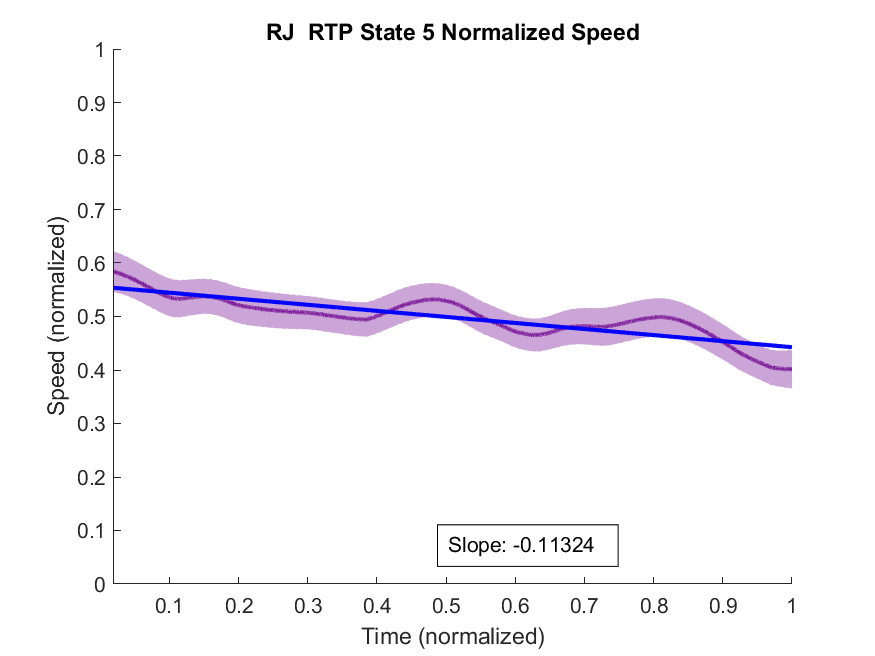 RJ  RTP State 5 Normalized Speed
1
0.9
0.8
0.7
0.6
0.5
0.4
0.3
0.2
0.1
0
Speed (normalized)
Slope: -0.11324
0.1 0.2 0.3 0.4 0.5 0.6 0.7 0.8 0.9 1
Time (normalized)